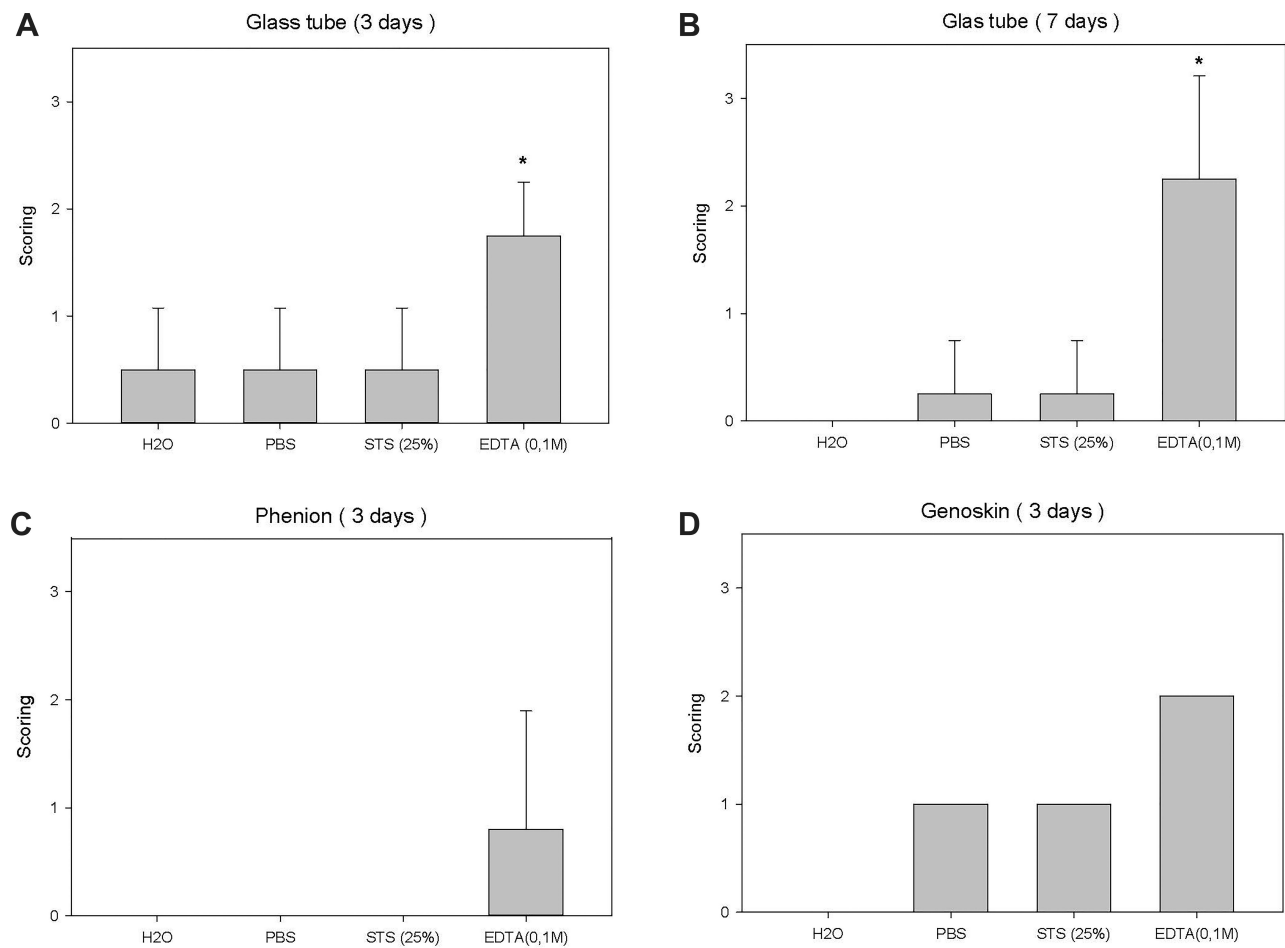 A
Glass tube (3 days )
Scoring
3
2
1
0
*
H2O PBS STS (25%) EDTA (0,1M)
B
Glas tube ( 7 days )
Scoring
3
2
1
0
*
H2O PBS STS (25%) EDTA(0,1M)
C
Phenion ( 3 days )
Scoring
3
2
1
0
H2O PBS STS (25%) EDTA(0,1M)
D
Genoskin ( 3 days )
Scoring
3
2
1
0
H2O PBS STS (25%) EDTA(0,1M)